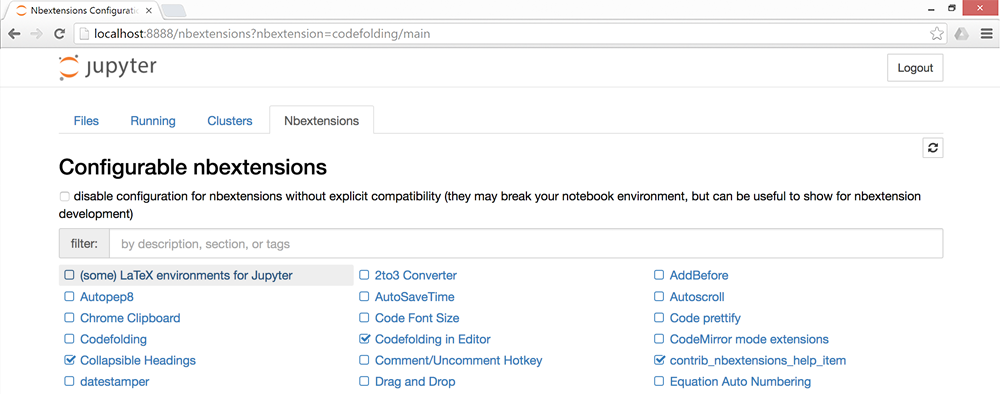 Nbextensions Configuratio
localhost:8888/nbextensions?nbextension=codefolding/main
jupyter
Logout
Files Running Clusters Nbextensions
Configurable nbextensions
disable configuration for nbextensions without explicit compatibility (they may break your notebook environment, but can be useful to show for nbextension
development)
filter: by description, section, or tags
(some) LaTeX environments for Jupyter 2to3 Converter AddBefore
Autopep8 AutoSaveTime Autoscroll
Chrome Clipboard Code Font Size Code prettify
Codefolding Codefolding in Editor CodeMirror mode extensions
Collapsible Headings Comment/Uncomment Hotkey contrib_nbextensions_help_item
datestamper Drag and Drop Equation Auto Numbering